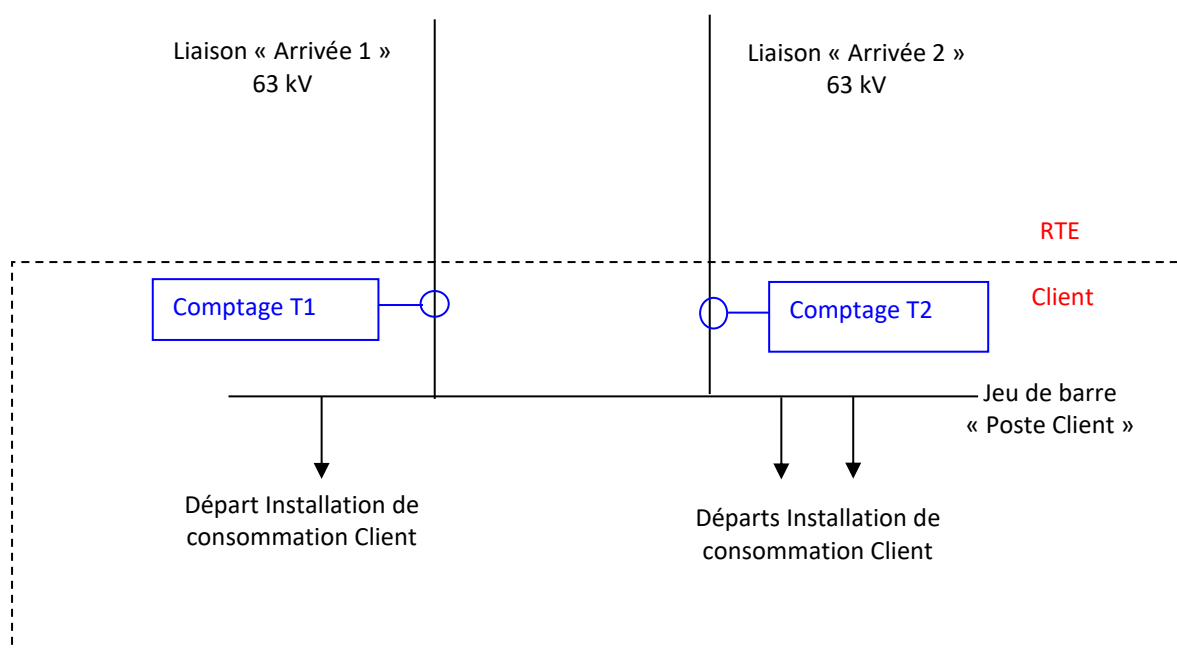 Liaison « Arrivée 1 »
63 kV
Liaison « Arrivée 2 »
63 kV
RTE
Comptage T1
Comptage T2
Client
Jeu de barre
« Poste Client »
Départ Installation de
consommation Client
Départs Installation de
consommation Client